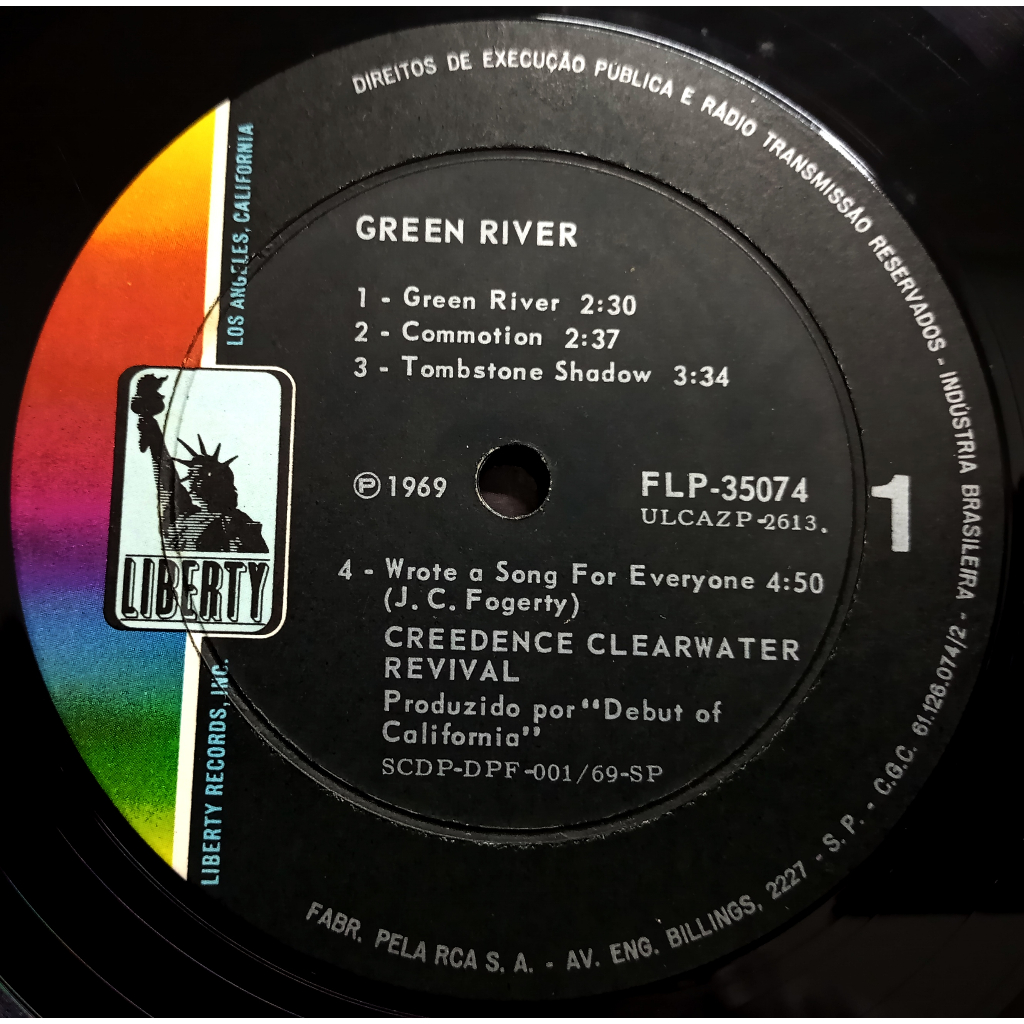 DIREITOS DE EXECUÇÃO PÚBLICA E RÁDIO TRANSMISSÃO RESERVADOS - INDÚSTRIA BRASILEIRA -
LOS ANGELES, CALIFORNIA
GREEN RIVER
1 - Green River 2:30
2 - Commotion 2:37
3 - Tombstone Shadow 3:34
℗ 1969
FLP-35074
ULCAZP-2613.
1
LIBERTY
4 - Wrote a Song For Everyone 4:50
(J. C. Fogerty)
CREEDENCE CLEARWATER
REVIVAL
Produzido por "Debut of
California"
SCDP-DPF-001/69-SP
LIBERTY RECORDS, INC.
FABR. PELA RCA S. A. - AV. ENG. BILLINGS, 2227 - S. P. - C.G.C. 61.126.074/2 -